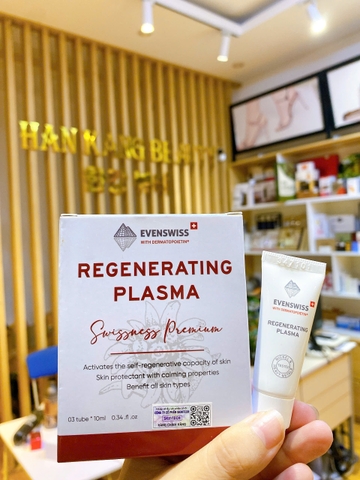 HAN KANG BEAUTY
EVENSWISS
WITH DERMATOPOIETIN®
REGENERATING
PLASMA
Swissness Premium
Activates the self-regenerative capacity of skin
Skin protectant with calming properties
Benefit all skin types
03 tube * 10ml 0.34. fl .oz
EVENSWISS
WITH DERMATOPOIETIN®
REGENERATING
PLASMA